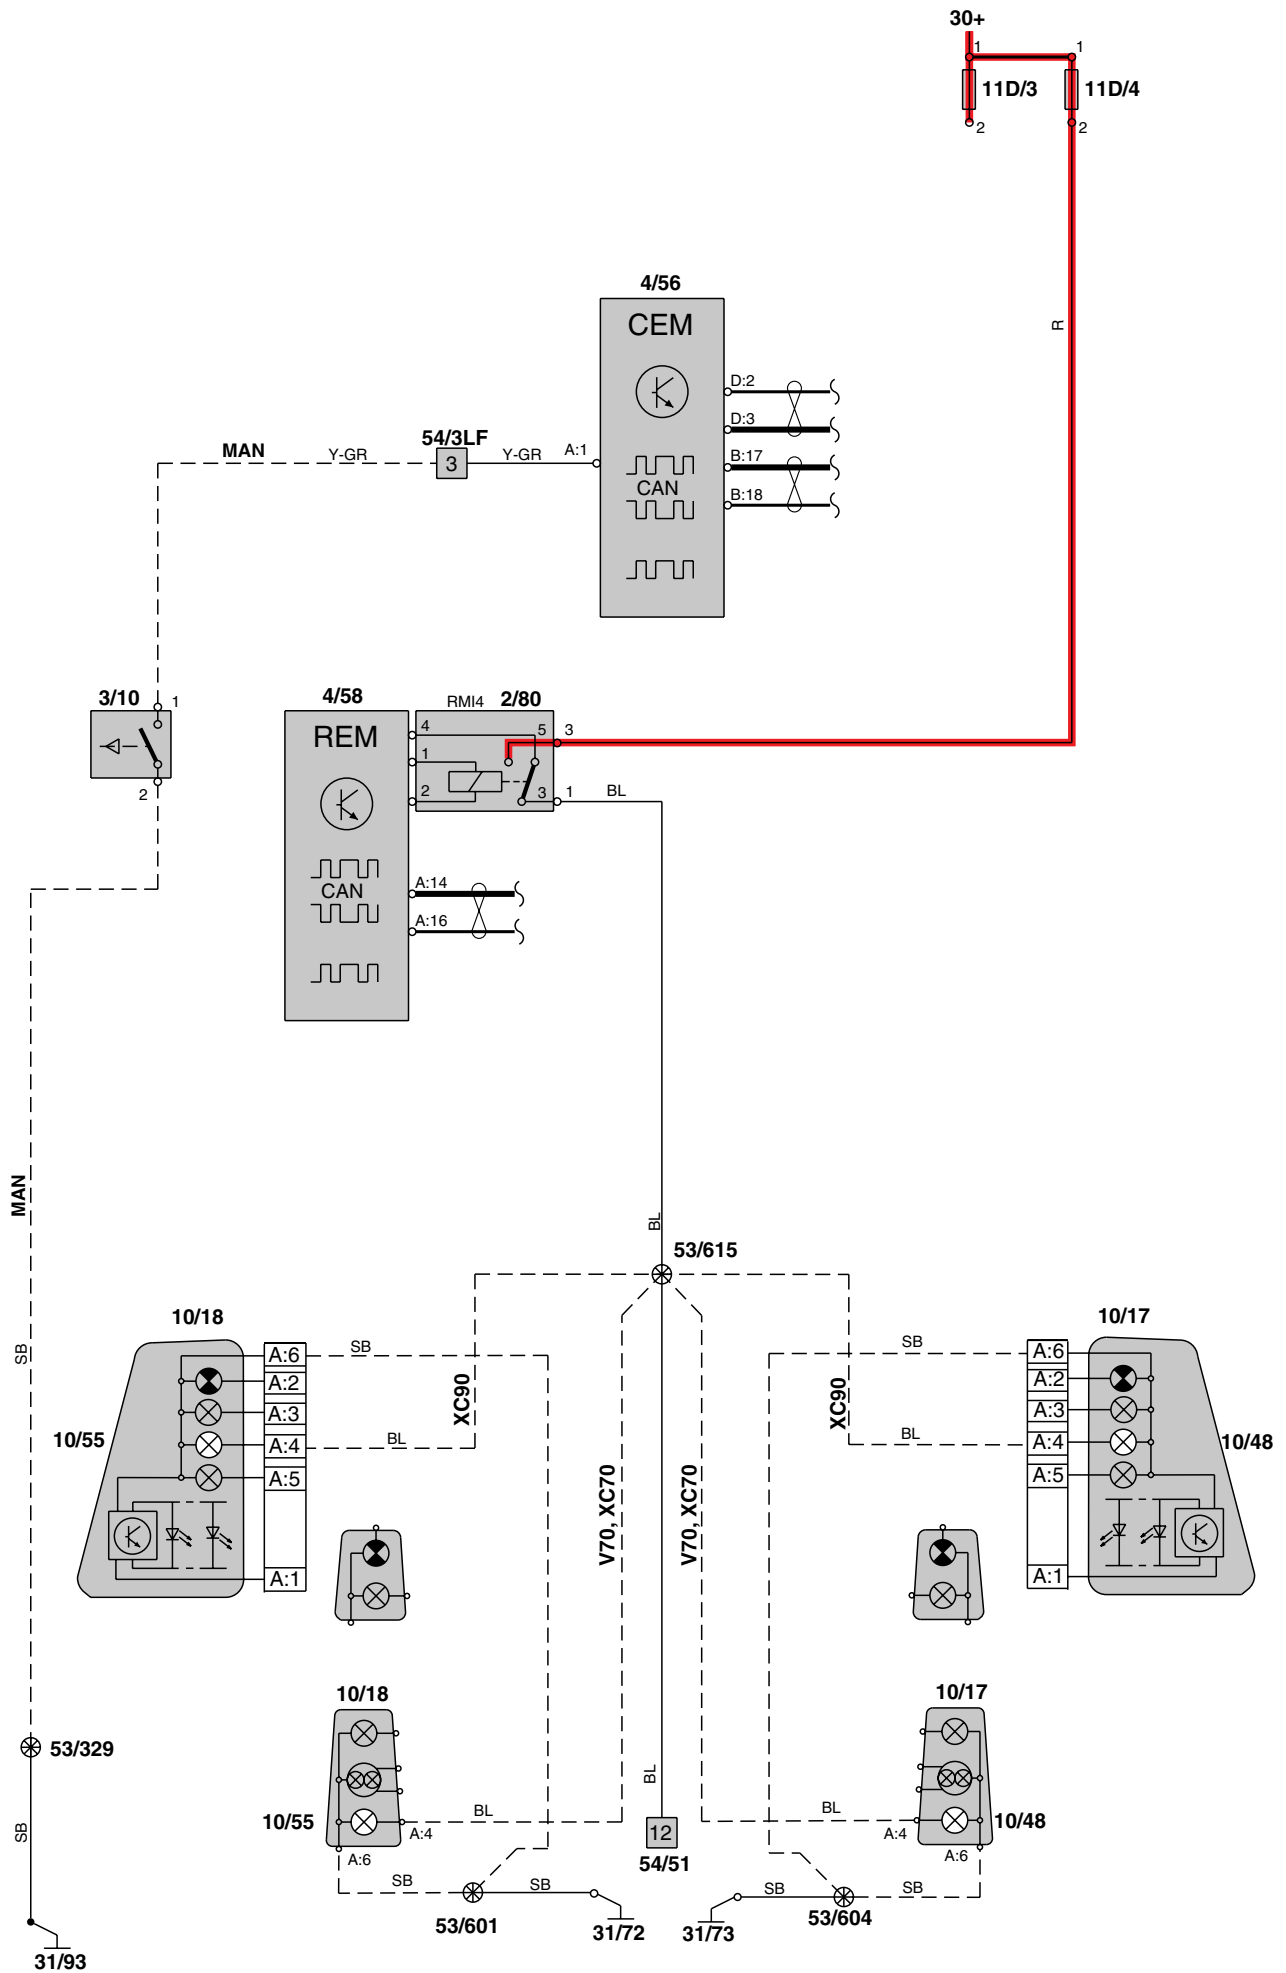 30+
1
1
11D/3
11D/4
2
2
R
4/56
CEM
D:2
D:3
54/3LF
MAN
Y-GR
3
Y-GR
A:1
B:17
CAN
B:18
3/10
1
4/58
RMI4
2/80
REM
4
5
3
1
2
2
3
1
BL
A:14
CAN
A:16
MAN
BL
53/615
10/18
10/17
SB
A:6
SB
SB
A:6
A:2
A:2
XC90
XC90
A:3
A:3
10/55
A:4
BL
BL
A:4
10/48
A:5
A:5
V70, XC70
V70, XC70
A:1
A:1
10/18
10/17
53/329
BL
10/55
BL
BL
10/48
A:4
12
A:4
SB
A:6
54/51
A:6
SB
SB
SB
SB
53/601
31/72
31/73
53/604
31/93